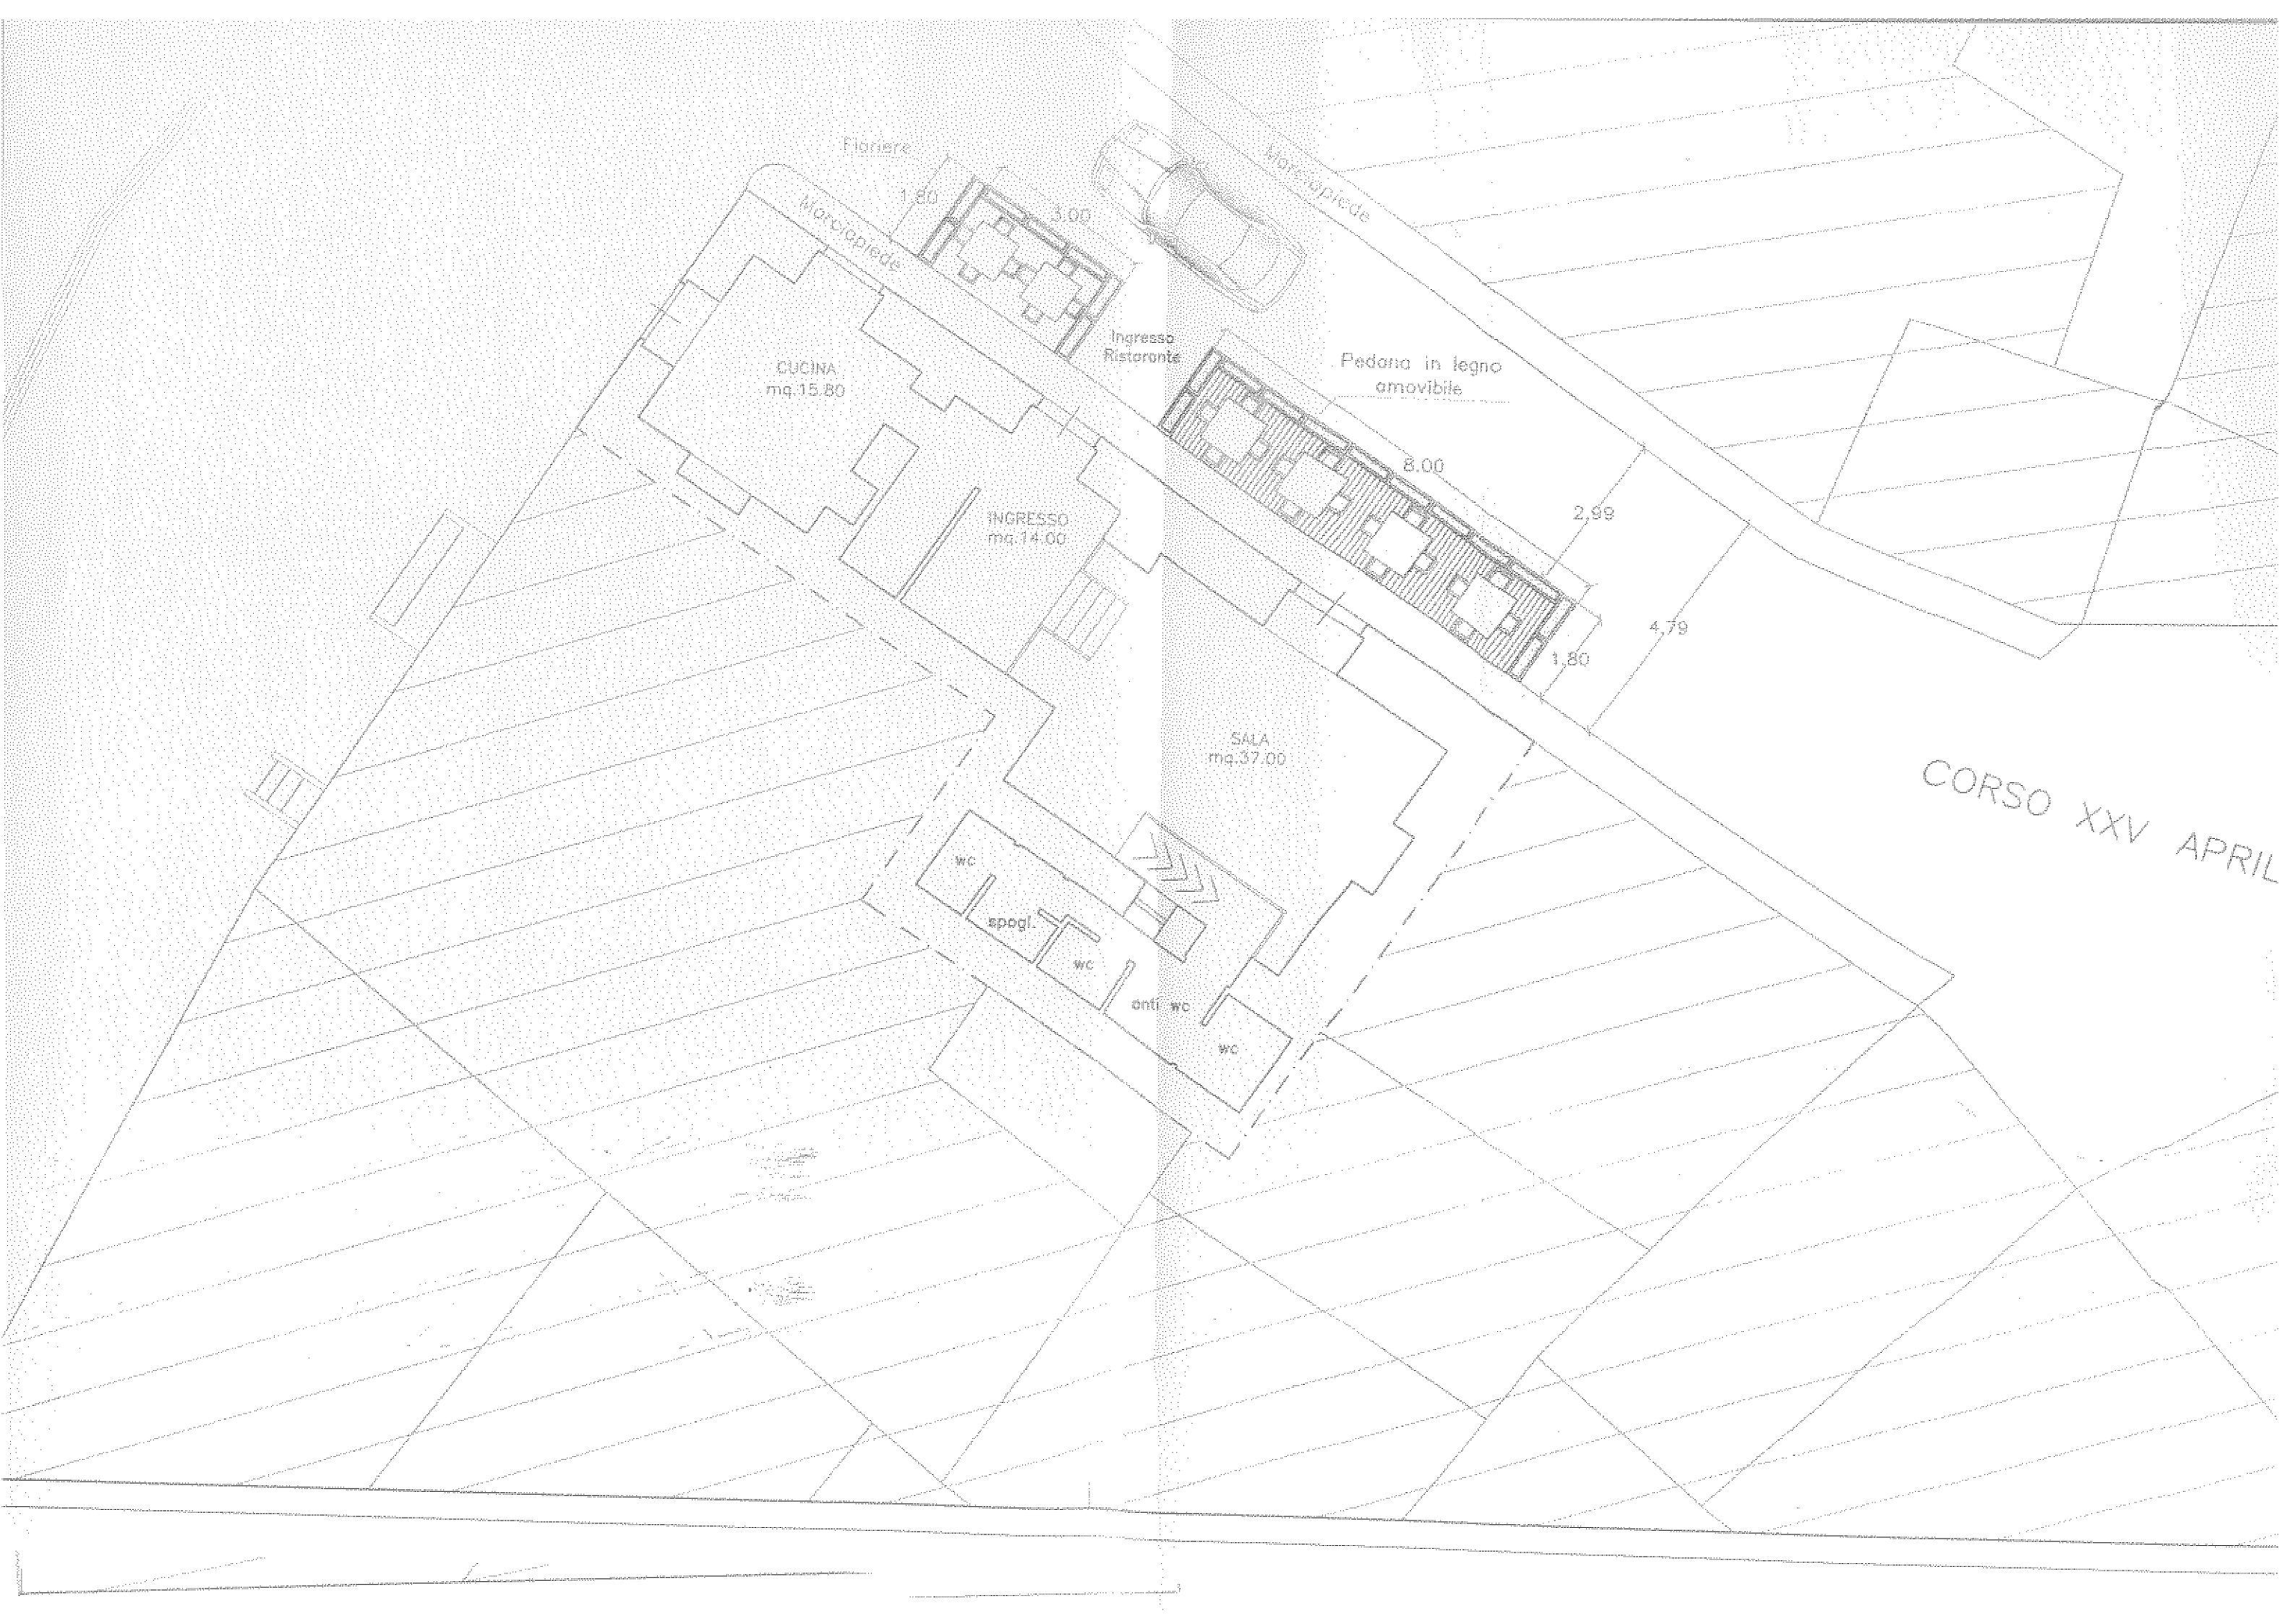 Fioriere
Marciapiede
1.80
3.00
Marciapiede
Ingresso
Ristorante
Pedana in legno
amovibile
CUCINA
mq.15.80
8.00
2.99
INGRESSO
mq.14.00
4.79
1.80
SALA
mq.37.00
CORSO XXV APRIL
wc
spogl.
wc
anti wc
wc